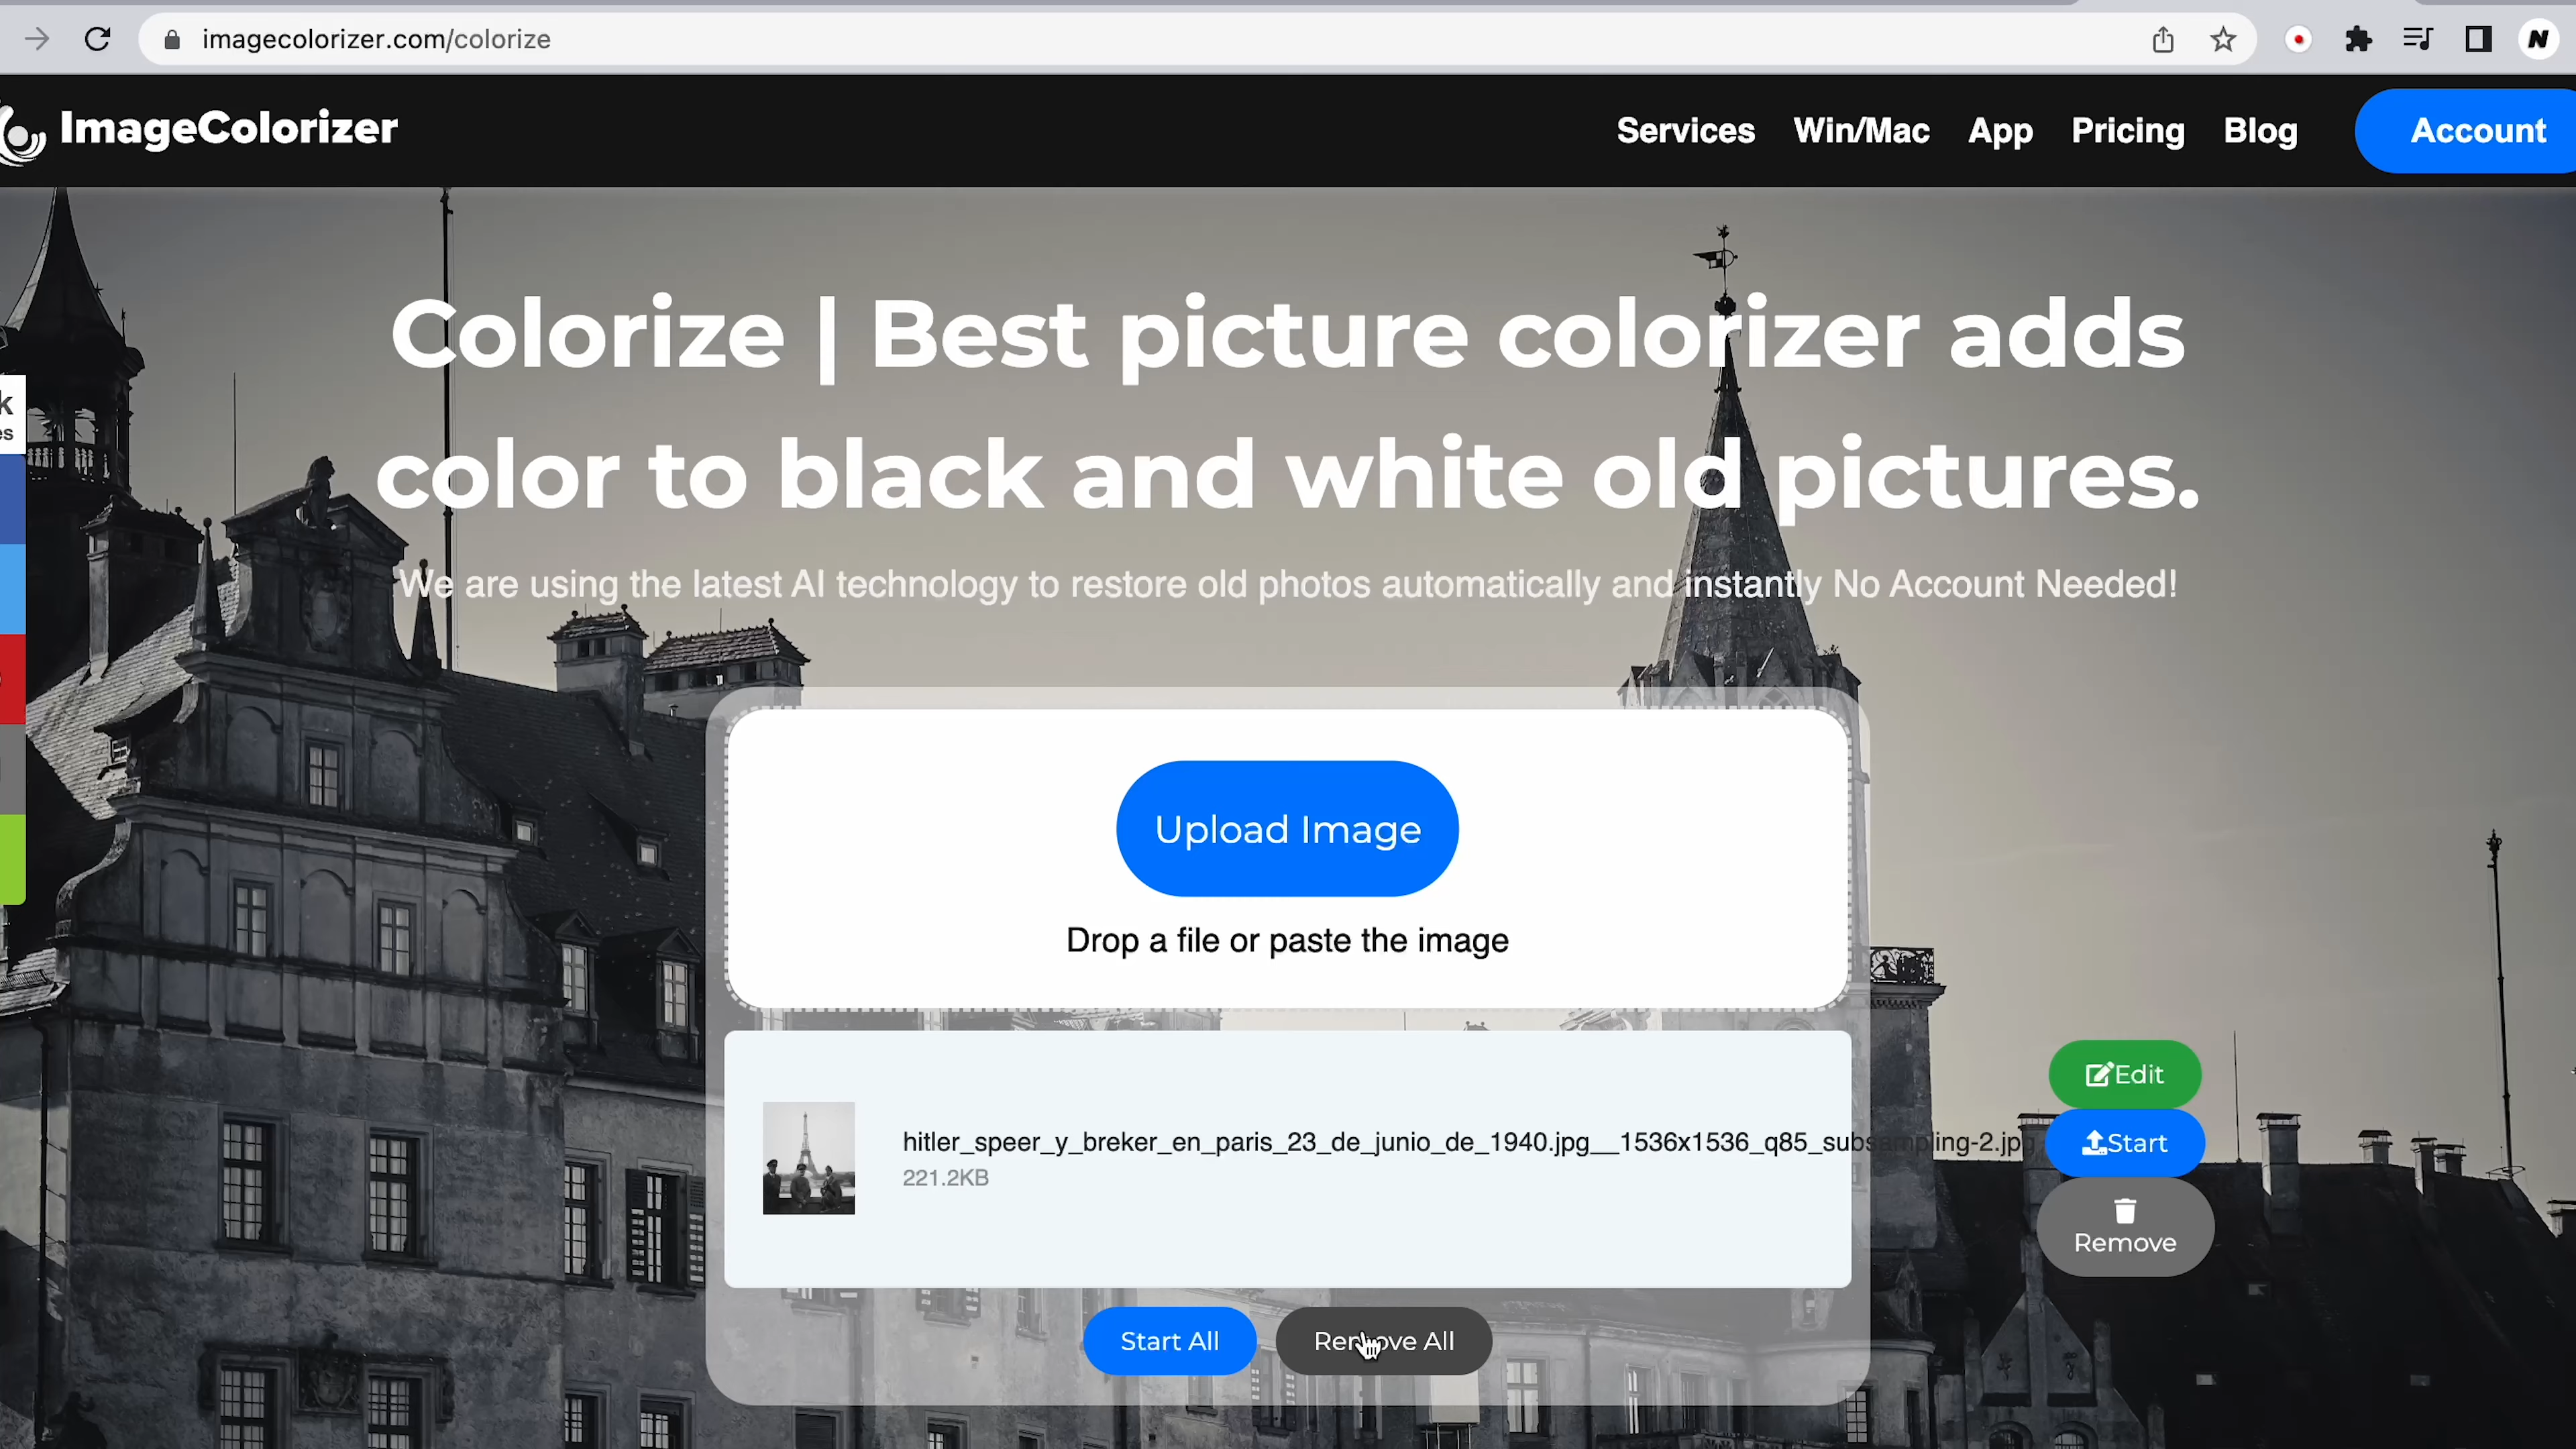 imagecolorizer.com/colorize
N
ImageColorizer
Services Win/Mac App Pricing Blog Account
Colorize | Best picture colorizer adds
color to black and white old pictures.
We are using the latest AI technology to restore old photos automatically and instantly No Account Needed!
k
es
Upload Image
Drop a file or paste the image
Edit
hitler_speer_y_breker_en_paris_23_de_junio_de_1940.jpg__1536x1536_q85_subsampling-2.jpg
Start
221.2KB
Remove
Start All Remove All